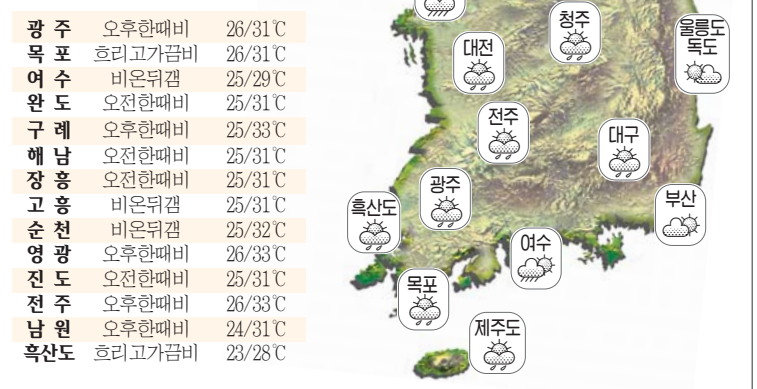 광 주 오후한때비 26/31℃
목 포 흐리고가끔비 26/31℃
여 수 비온뒤갬 25/29℃
완 도 오전한때비 25/31℃
구 례 오후한때비 25/33℃
해 남 오전한때비 25/31℃
장 흥 오전한때비 25/31℃
고 흥 비온뒤갬 25/31℃
순 천 비온뒤갬 25/32℃
영 광 오후한때비 26/33℃
진 도 오전한때비 25/31℃
전 주 오후한때비 26/33℃
남 원 오후한때비 24/31℃
흑산도 흐리고가끔비 23/28℃
청주
울릉도
독도
대전
전주
대구
광주
흑산도
부산
여수
목포
제주도